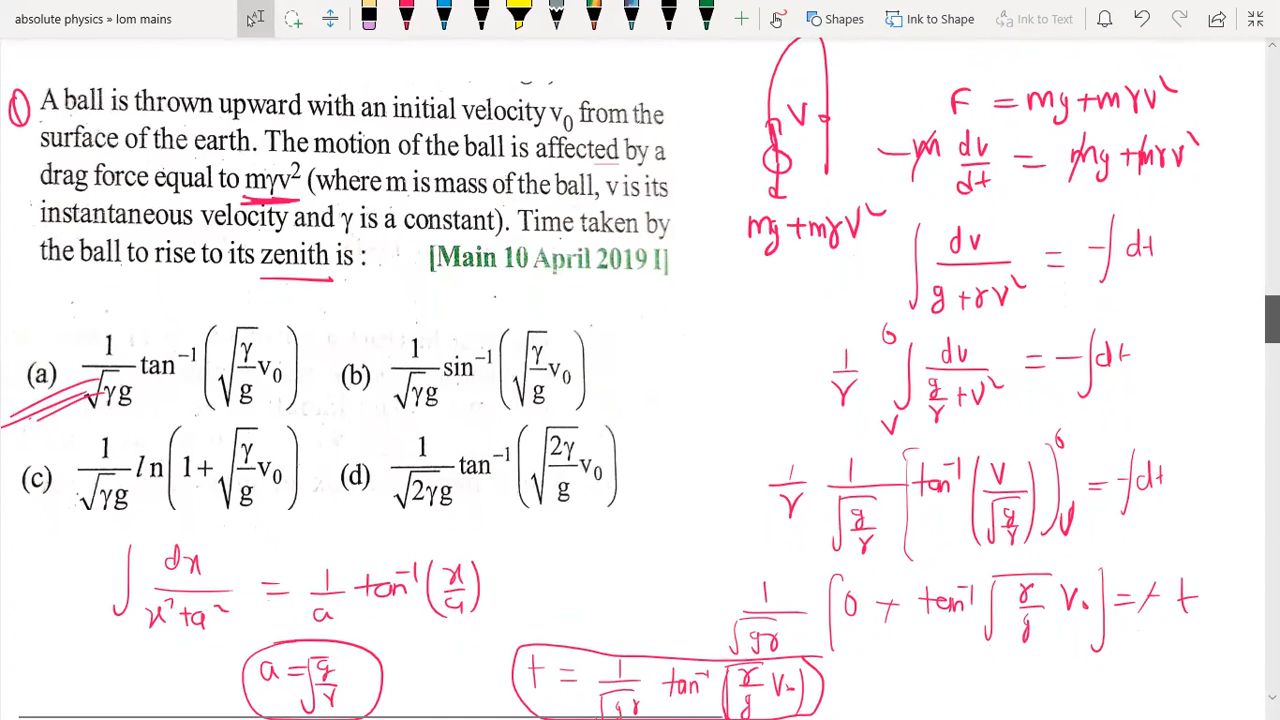 absolute physics » lom mains
Shapes
Ink to Shape
Ink to Text
① A ball is thrown upward with an initial velocity v₀ from the
surface of the earth. The motion of the ball is affected by a
drag force equal to mγv² (where m is mass of the ball, v is its
instantaneous velocity and γ is a constant). Time taken by
the ball to rise to its zenith is :
[Main 10 April 2019 I]
(a) 1/√γg tan⁻¹(√(γ/g) v₀)
(b) 1/√γg sin⁻¹(√(γ/g) v₀)
(c) 1/√γg ln(1+√(γ/g) v₀)
(d) 1/√2γg tan⁻¹(√(2γ/g) v₀)
∫ dx/(x²+a²) = 1/a tan⁻¹(x/a)
a = √(g/γ)
V
mg + mγv²
F = mg + mγv²
-m dv/dt = mg + mγv²
∫ dv/(g+γv²) = -∫dt
1/γ ∫ᵥ⁰ dv/(g/γ + v²) = -∫dt
1/γ 1/√(g/γ) [tan⁻¹(v/√(g/γ))]ᵥ⁰ = -∫dt
1/√gγ [0 + tan⁻¹ √(γ/g) v₀] = - t
t = 1/√gγ tan⁻¹(√(γ/g) v₀)